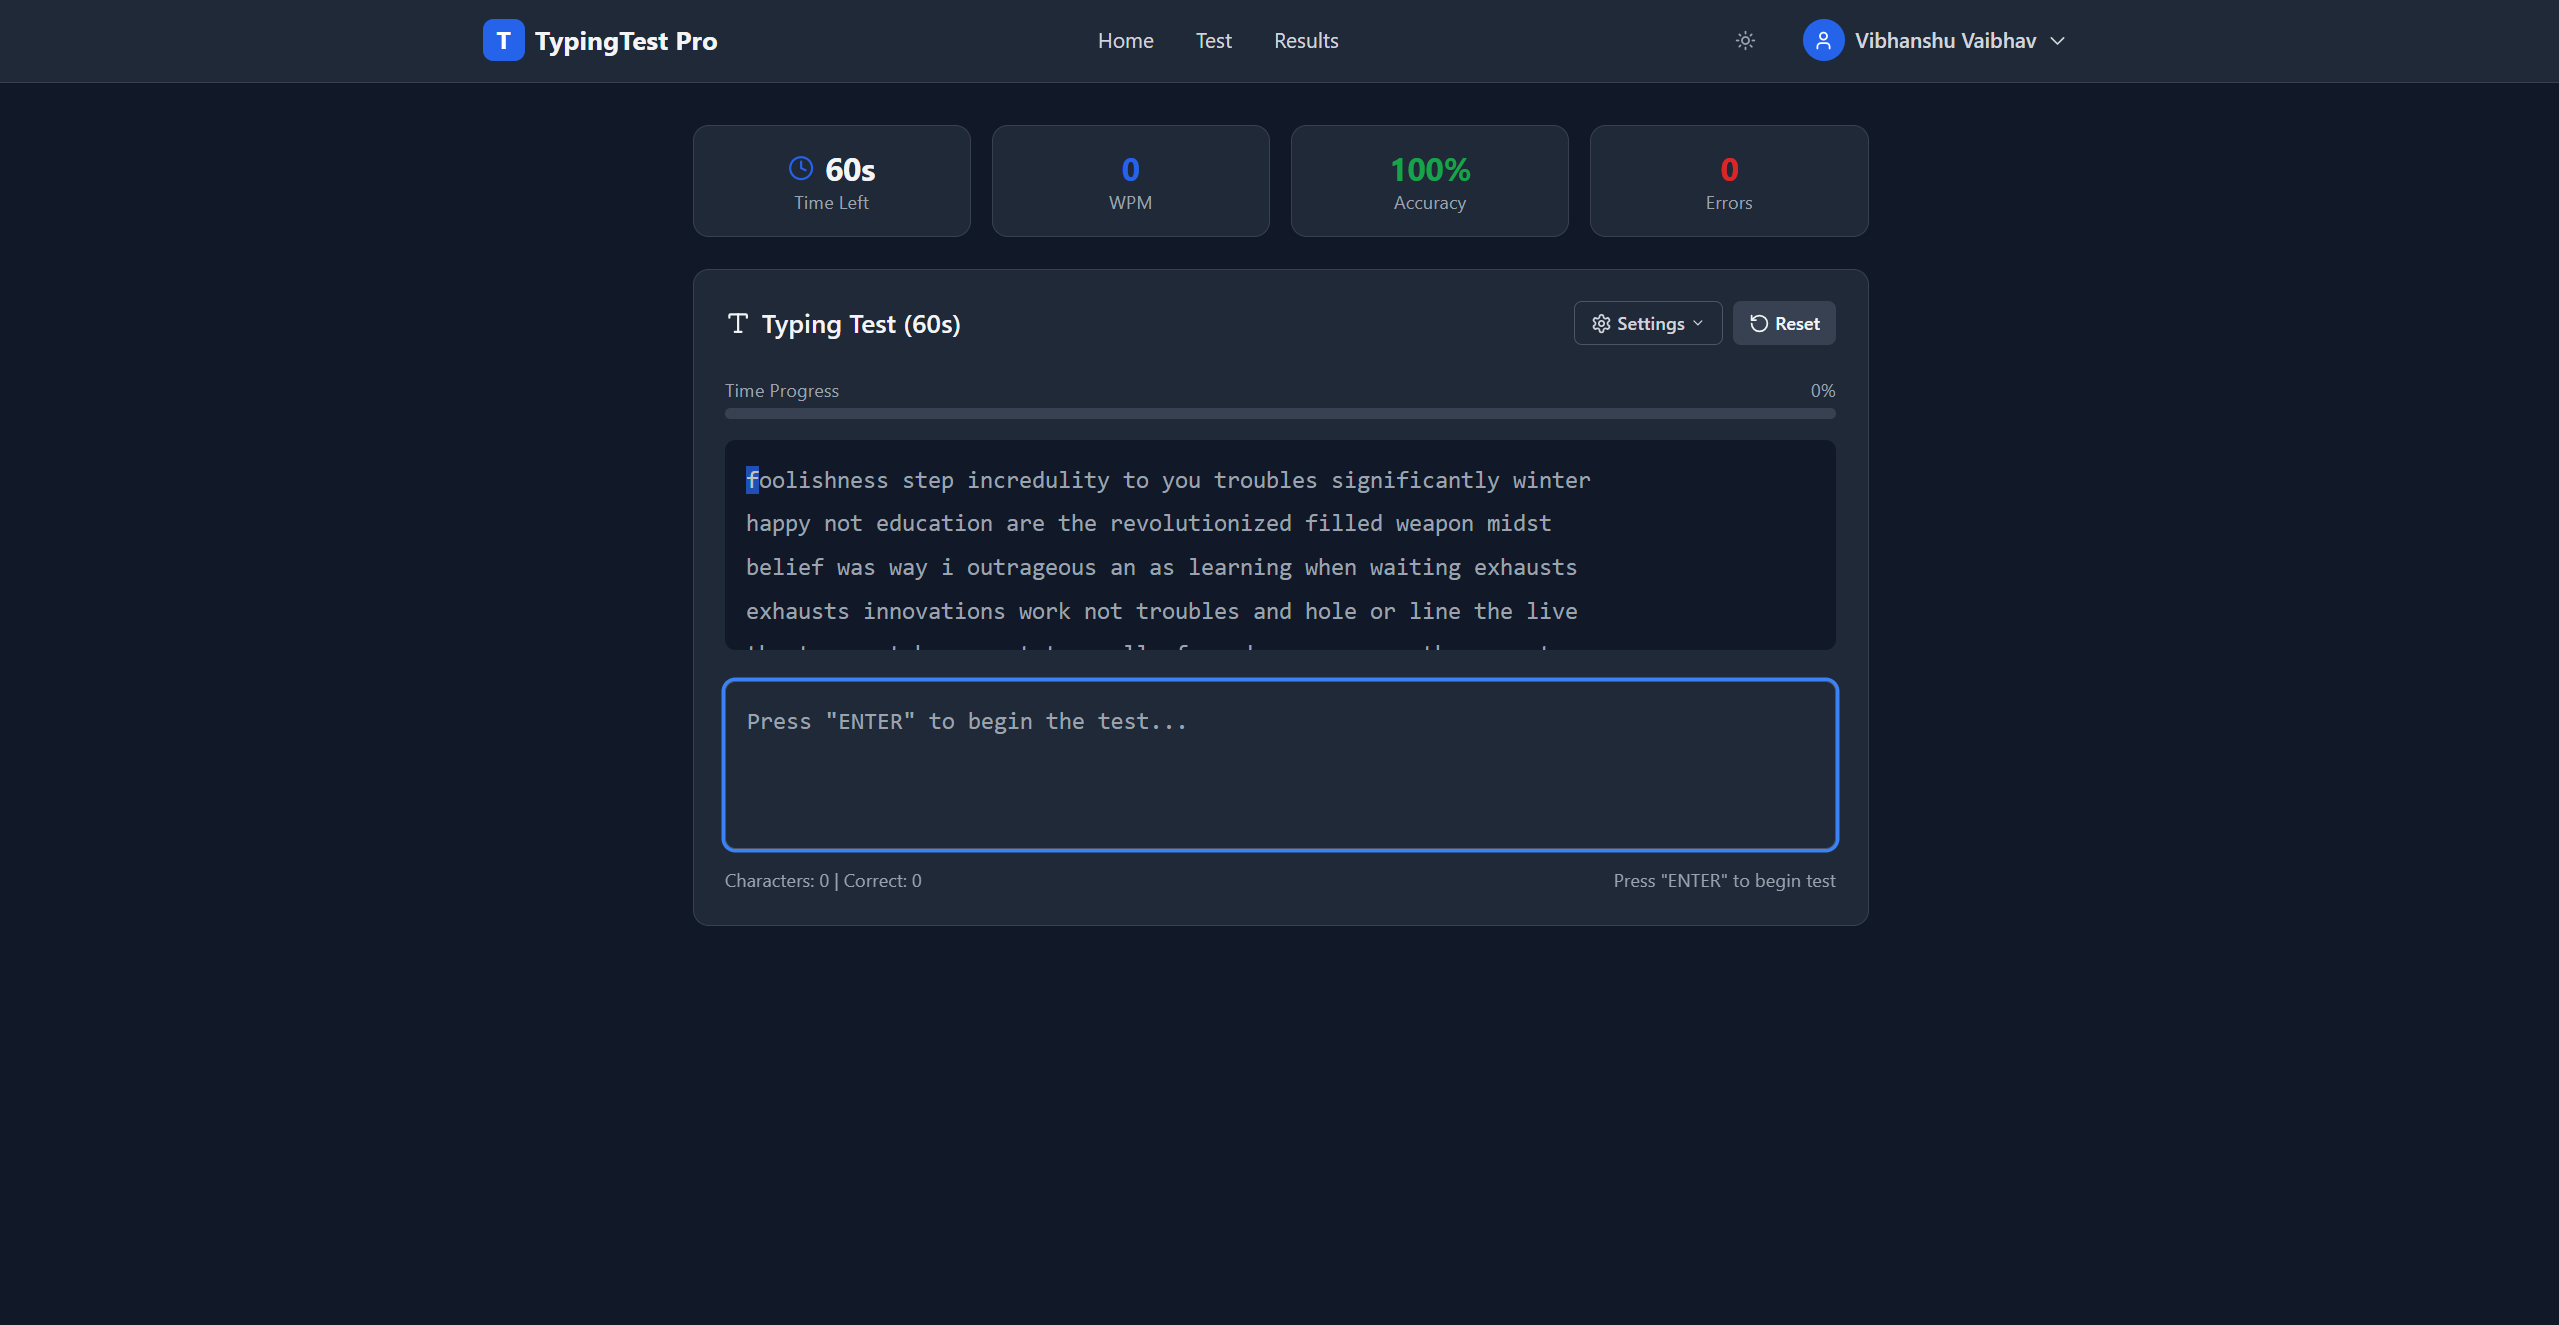 T TypingTest Pro
Home
Test
Results
Vibhanshu Vaibhav
60s
Time Left
0
WPM
100%
Accuracy
0
Errors
Typing Test (60s)
Settings
Reset
Time Progress
0%
foolishness step incredulity to you troubles significantly winter
happy not education are the revolutionized filled weapon midst
belief was way i outrageous an as learning when waiting exhausts
exhausts innovations work not troubles and hole or line the live
Press "ENTER" to begin the test...
Characters: 0 | Correct: 0
Press "ENTER" to begin test